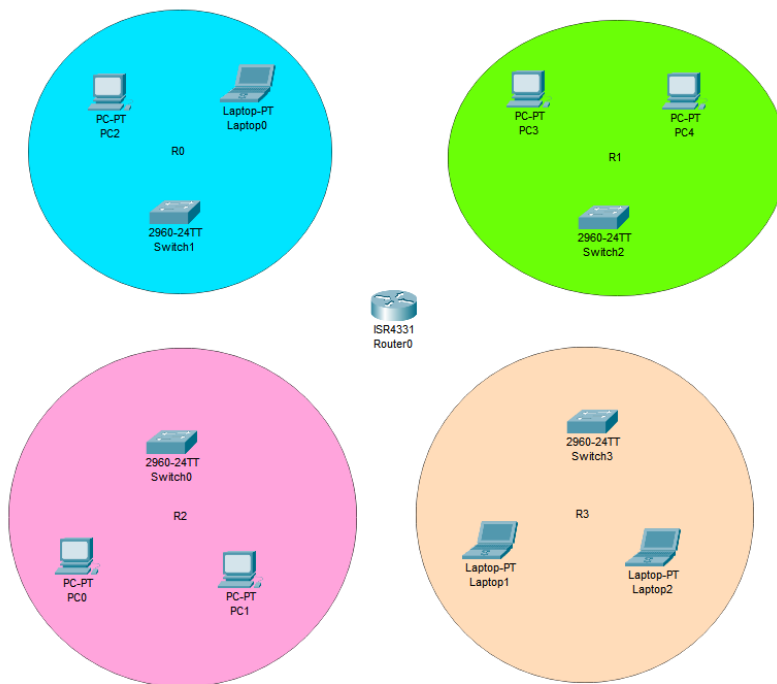 PC-PT
PC2
Laptop-PT
Laptop0
R0
2960-24TT
Switch1
PC-PT
PC3
PC-PT
PC4
R1
2960-24TT
Switch2
ISR4331
Router0
2960-24TT
Switch0
R2
PC-PT
PC0
PC-PT
PC1
2960-24TT
Switch3
R3
Laptop-PT
Laptop1
Laptop-PT
Laptop2